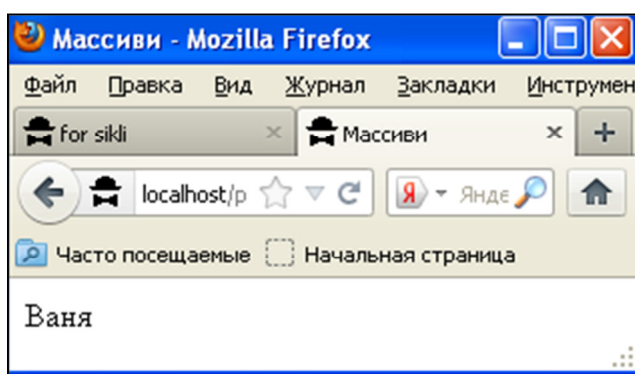 Массиви - Mozilla Firefox
Файл Правка Вид Журнал Закладки Инструмен
for sikli Массиви
localhost/p Я Янде
Часто посещаемые Начальная страница
Ваня